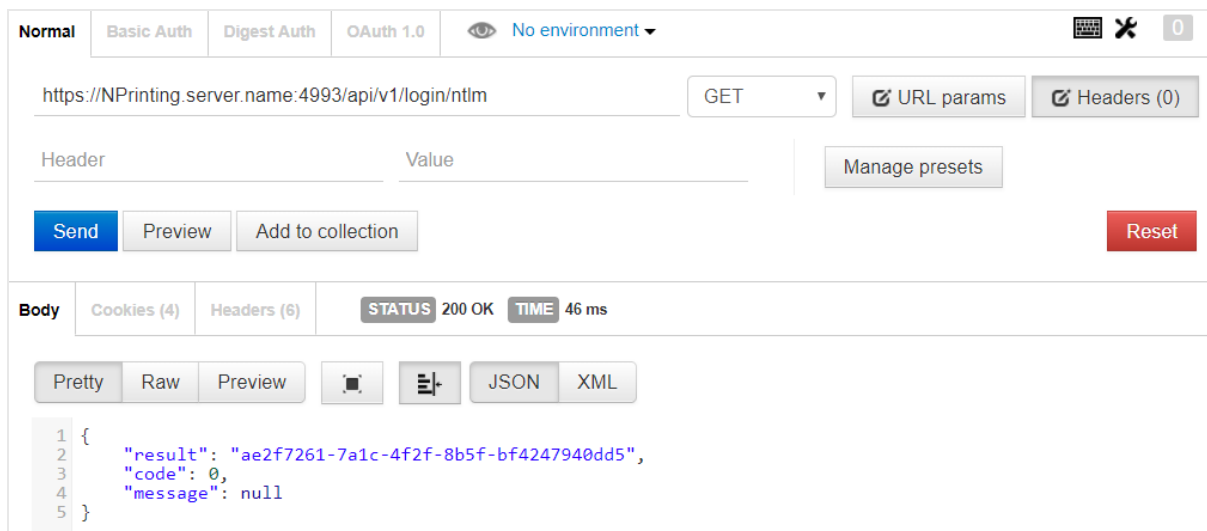 Normal Basic Auth Digest Auth OAuth 1.0 No environment 0
https://NPrinting.server.name:4993/api/v1/login/ntlm GET URL params Headers (0)
Header Value Manage presets
Send Preview Add to collection Reset
Body Cookies (4) Headers (6) STATUS 200 OK TIME 46 ms
Pretty Raw Preview JSON XML
1 {
2 "result": "ae2f7261-7a1c-4f2f-8b5f-bf4247940dd5",
3 "code": 0,
4 "message": null
5 }